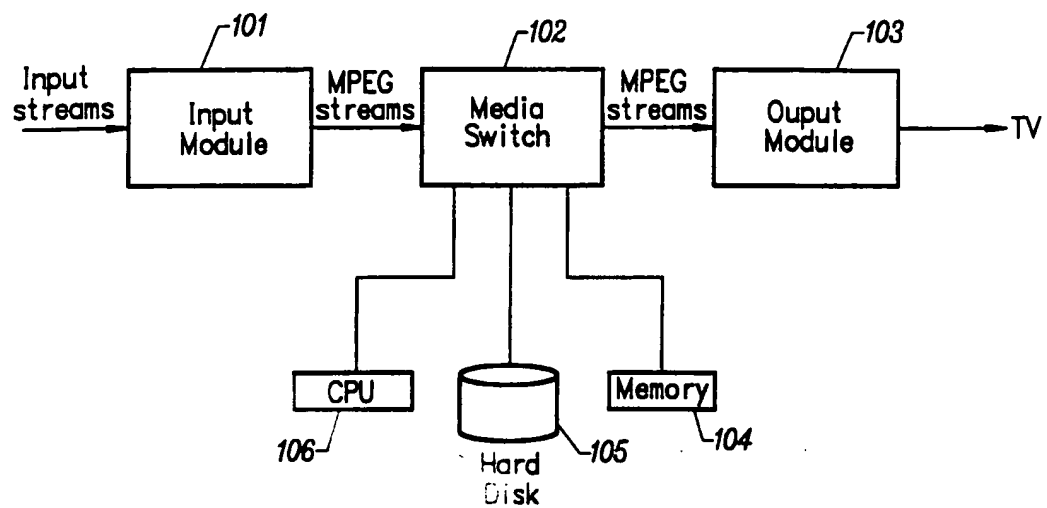 101
102
103
Input
streams
Input
Module
MPEG
streams
Media
Switch
MPEG
streams
Ouput
Module
TV
CPU
106
Hard
Disk
105
Memory
104